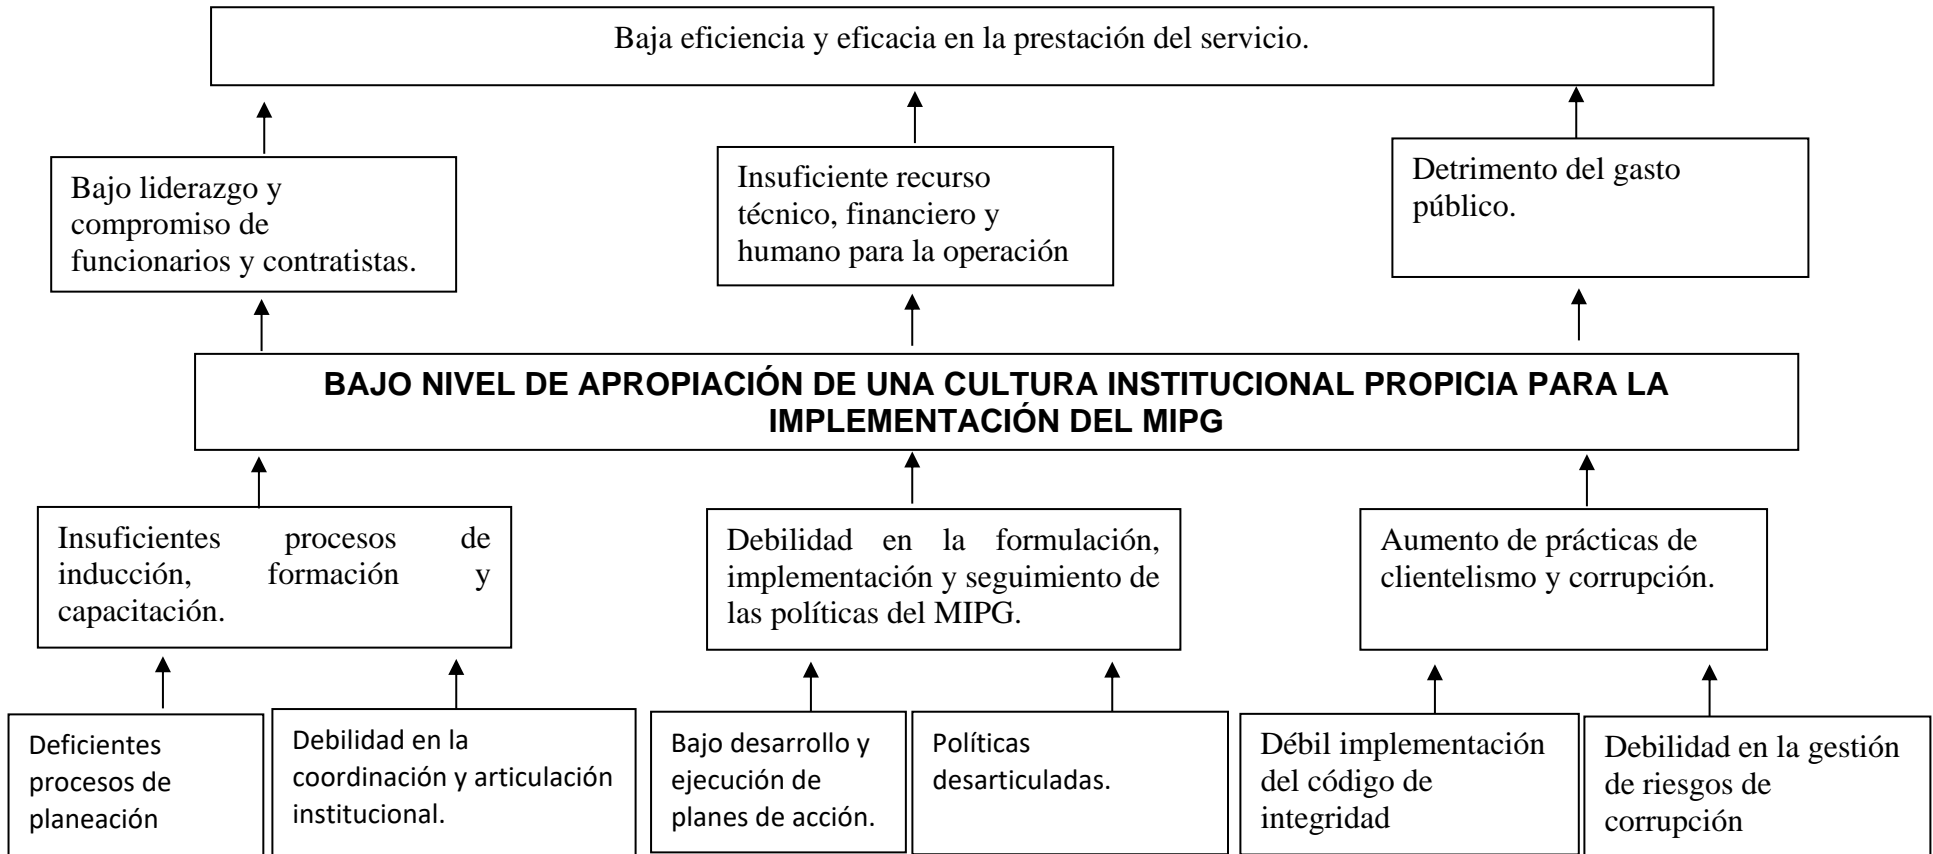 Baja eficiencia y eficacia en la prestación del servicio.
Bajo liderazgo y
compromiso de
funcionarios y contratistas.
Insuficiente recurso
técnico, financiero y
humano para la operación
Detrimento del gasto
público.
BAJO NIVEL DE APROPIACIÓN DE UNA CULTURA INSTITUCIONAL PROPICIA PARA LA
IMPLEMENTACIÓN DEL MIPG
Insuficientes procesos de
inducción, formación y
capacitación.
Debilidad en la formulación,
implementación y seguimiento de
las políticas del MIPG.
Aumento de prácticas de
clientelismo y corrupción.
Deficientes
procesos de
planeación
Debilidad en la
coordinación y articulación
institucional.
Bajo desarrollo y
ejecución de
planes de acción.
Políticas
desarticuladas.
Débil implementación
del código de
integridad
Debilidad en la gestión
de riesgos de
corrupción